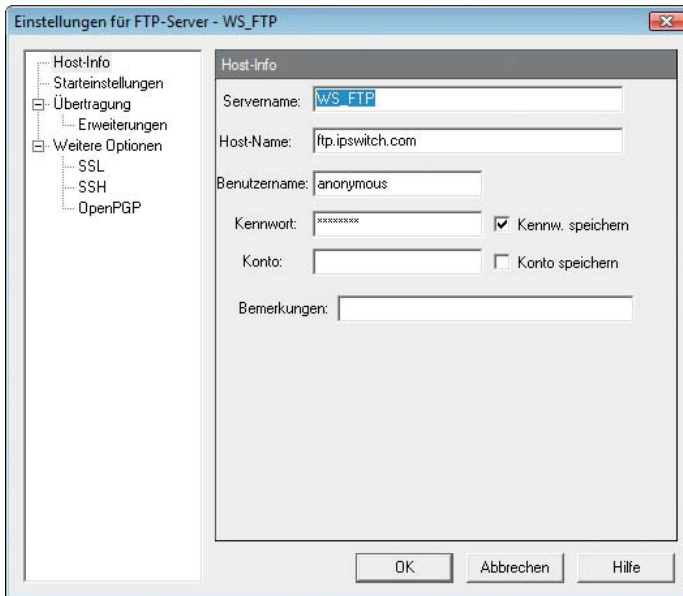 Einstellungen für FTP-Server - WS_FTP
Host-Info
Starteinstellungen
Übertragung
Erweiterungen
Weitere Optionen
SSL
SSH
OpenPGP
Host-Info
Servername: WS_FTP
Host-Name: ftp.ipswitch.com
Benutzername: anonymous
Kennwort: ******** Kennw. speichern
Konto: Konto speichern
Bemerkungen:
OK Abbrechen Hilfe